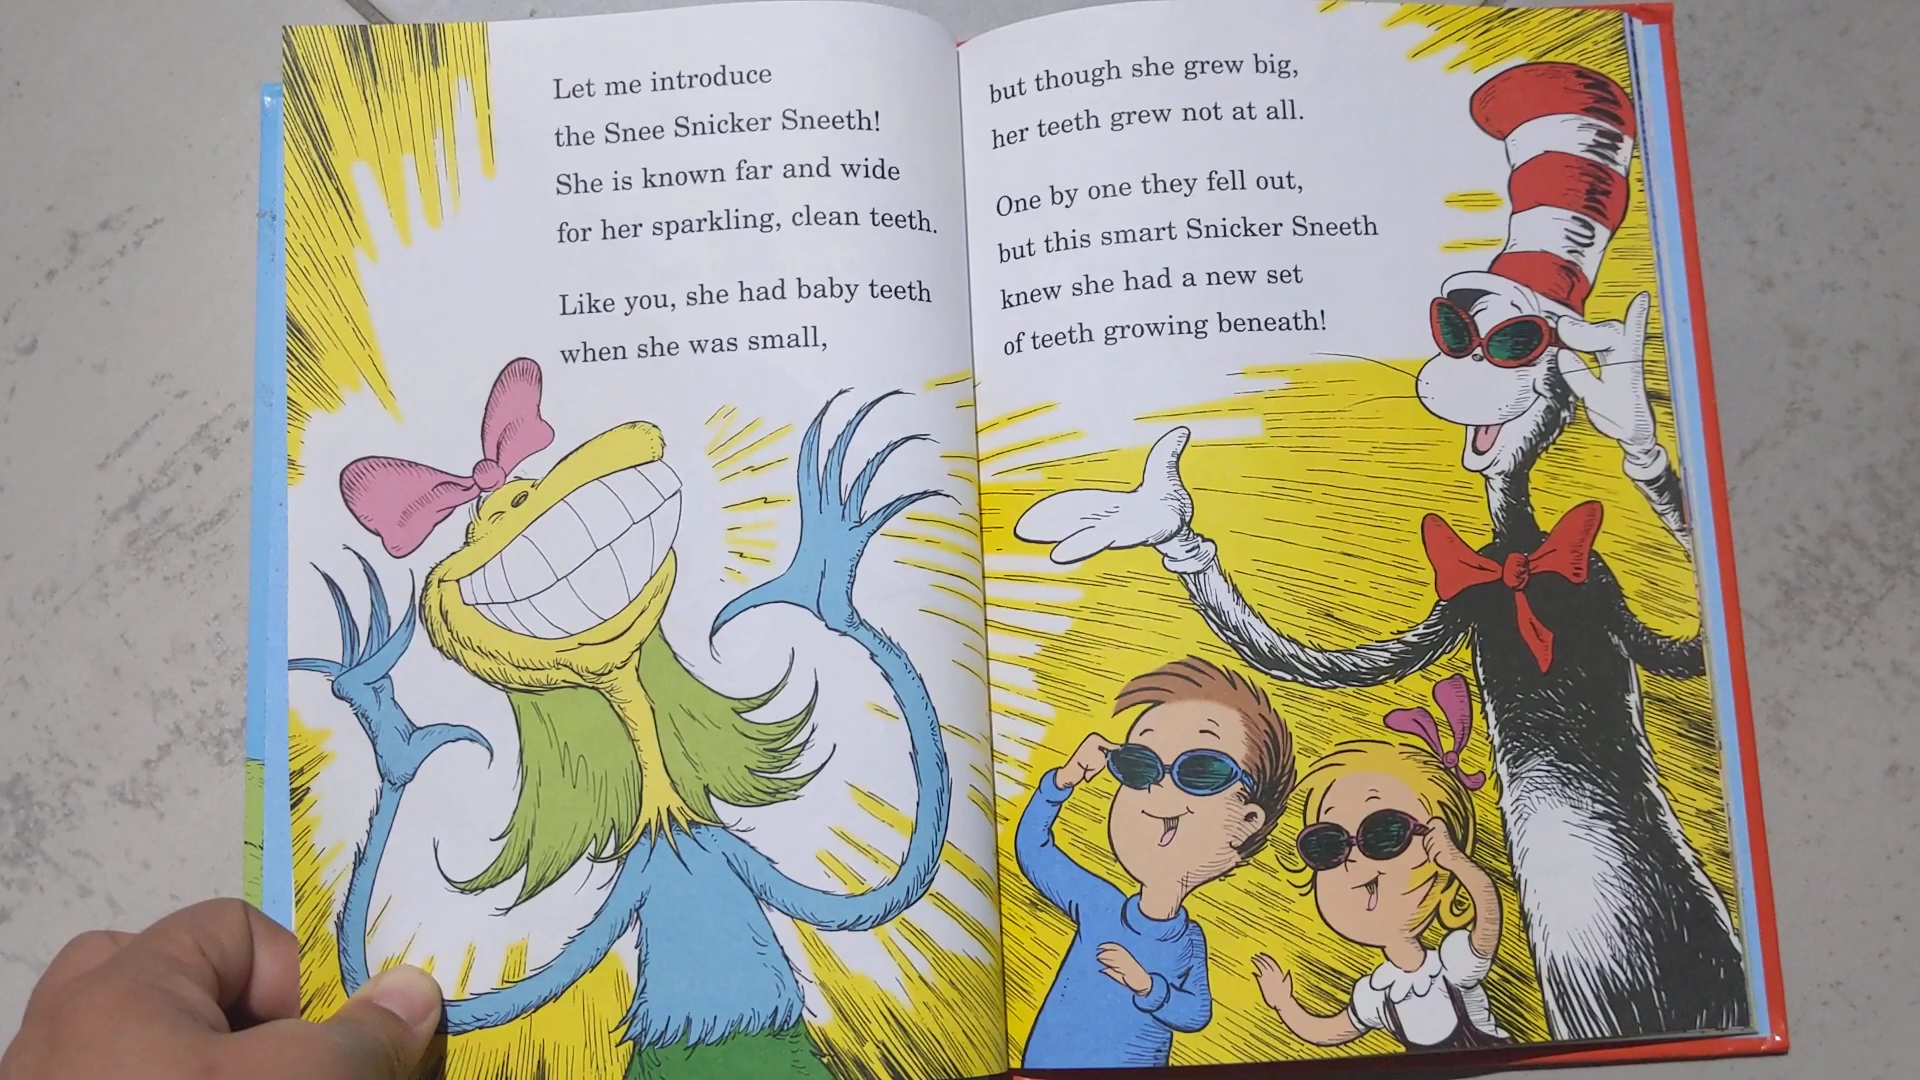 Let me introduce
the Snee Snicker Sneeth!
She is known far and wide
for her sparkling, clean teeth.
Like you, she had baby teeth
when she was small,
but though she grew big,
her teeth grew not at all.
One by one they fell out,
but this smart Snicker Sneeth
knew she had a new set
of teeth growing beneath!